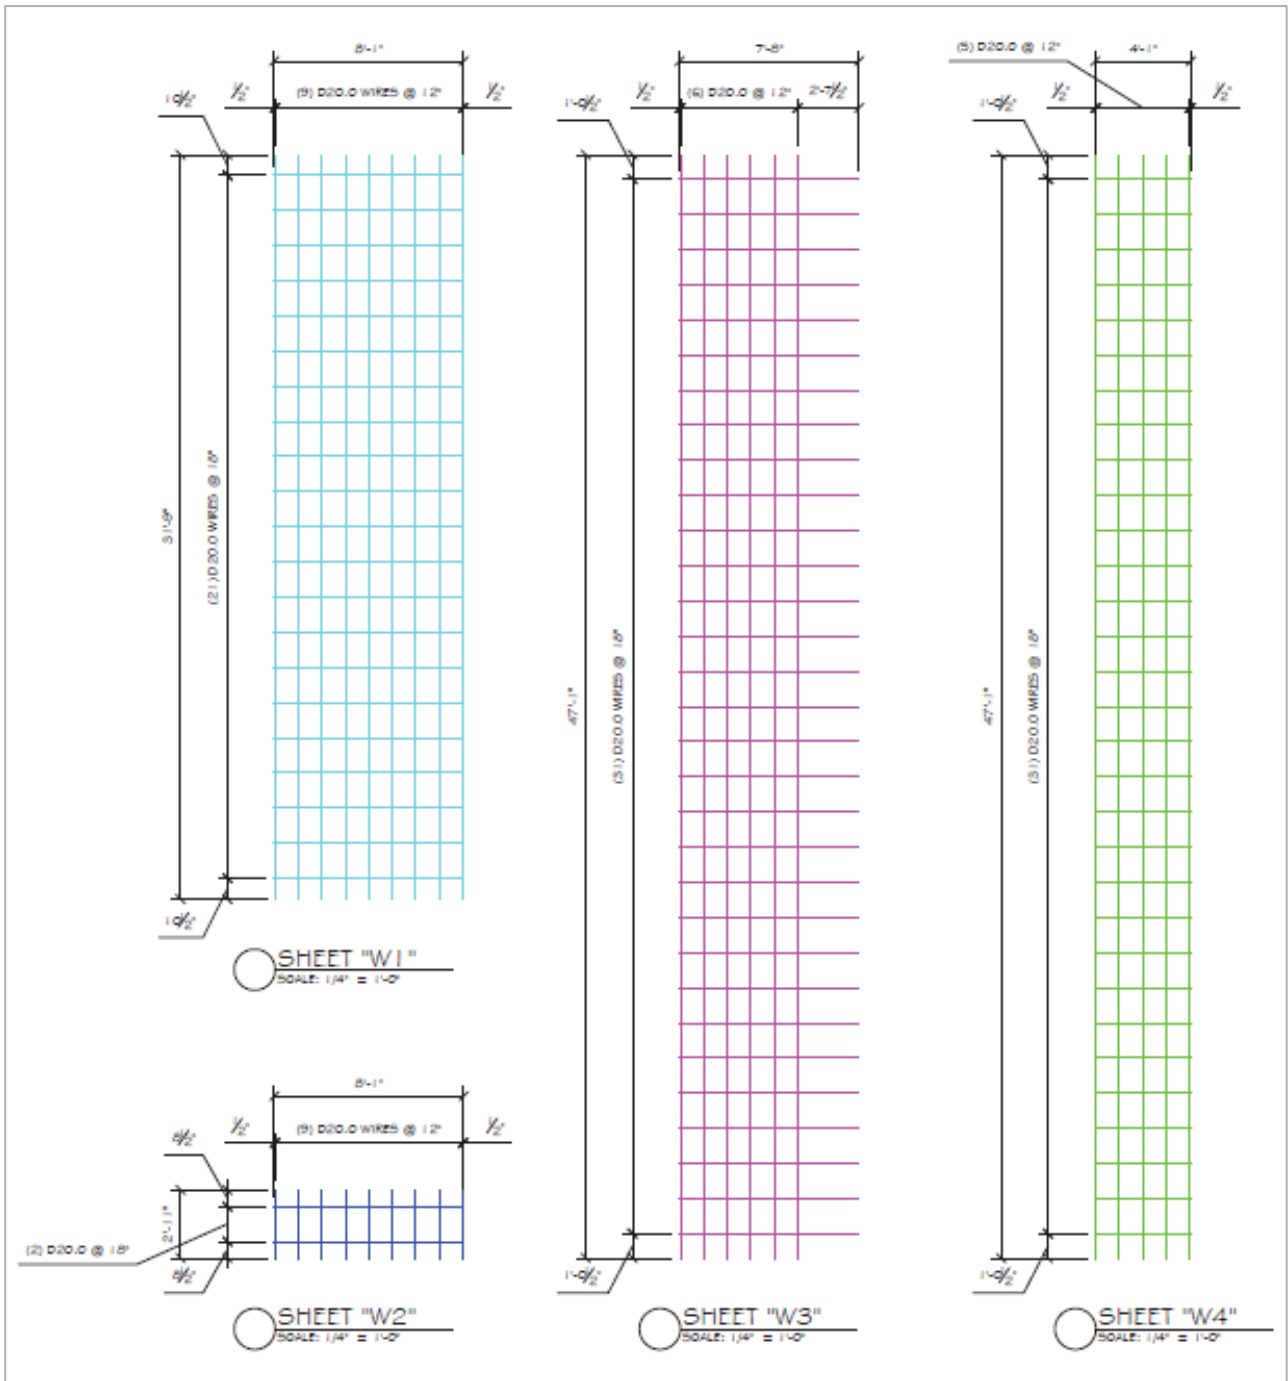 8'-1"
(9) D20.0 WIRES @ 12"
1/2"
1/2"
10 1/2"
31'-9"
(21) D20.0 WIRES @ 18"
10 1/2"
SHEET "W1"
SCALE: 1/4" = 1'-0"
8'-1"
(9) D20.0 WIRES @ 12"
1/2"
1/2"
8 1/2"
2'-11"
(2) D20.0 @ 18"
8 1/2"
SHEET "W2"
SCALE: 1/4" = 1'-0"
7'-8"
(6) D20.0 @ 12"
2'-7 1/2"
1/2"
1'-0 1/2"
47'-1"
(31) D20.0 WIRES @ 18"
1'-0 1/2"
SHEET "W3"
SCALE: 1/4" = 1'-0"
(5) D20.0 @ 12"
4'-1"
1/2"
1/2"
1'-0 1/2"
47'-1"
(31) D20.0 WIRES @ 18"
1'-0 1/2"
SHEET "W4"
SCALE: 1/4" = 1'-0"